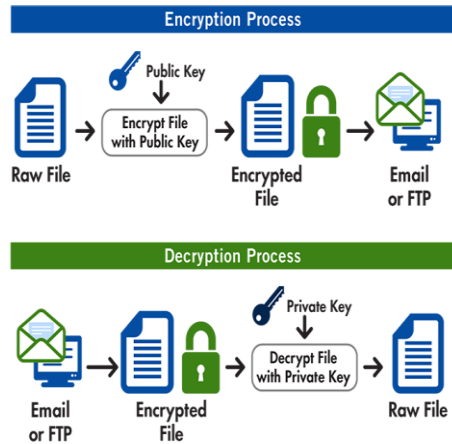 Encryption Process
Public Key
Encrypt File
with Public Key
Raw File
Encrypted
File
Email
or FTP
Decryption Process
Private Key
Decrypt File
with Private Key
Email
or FTP
Encrypted
File
Raw File